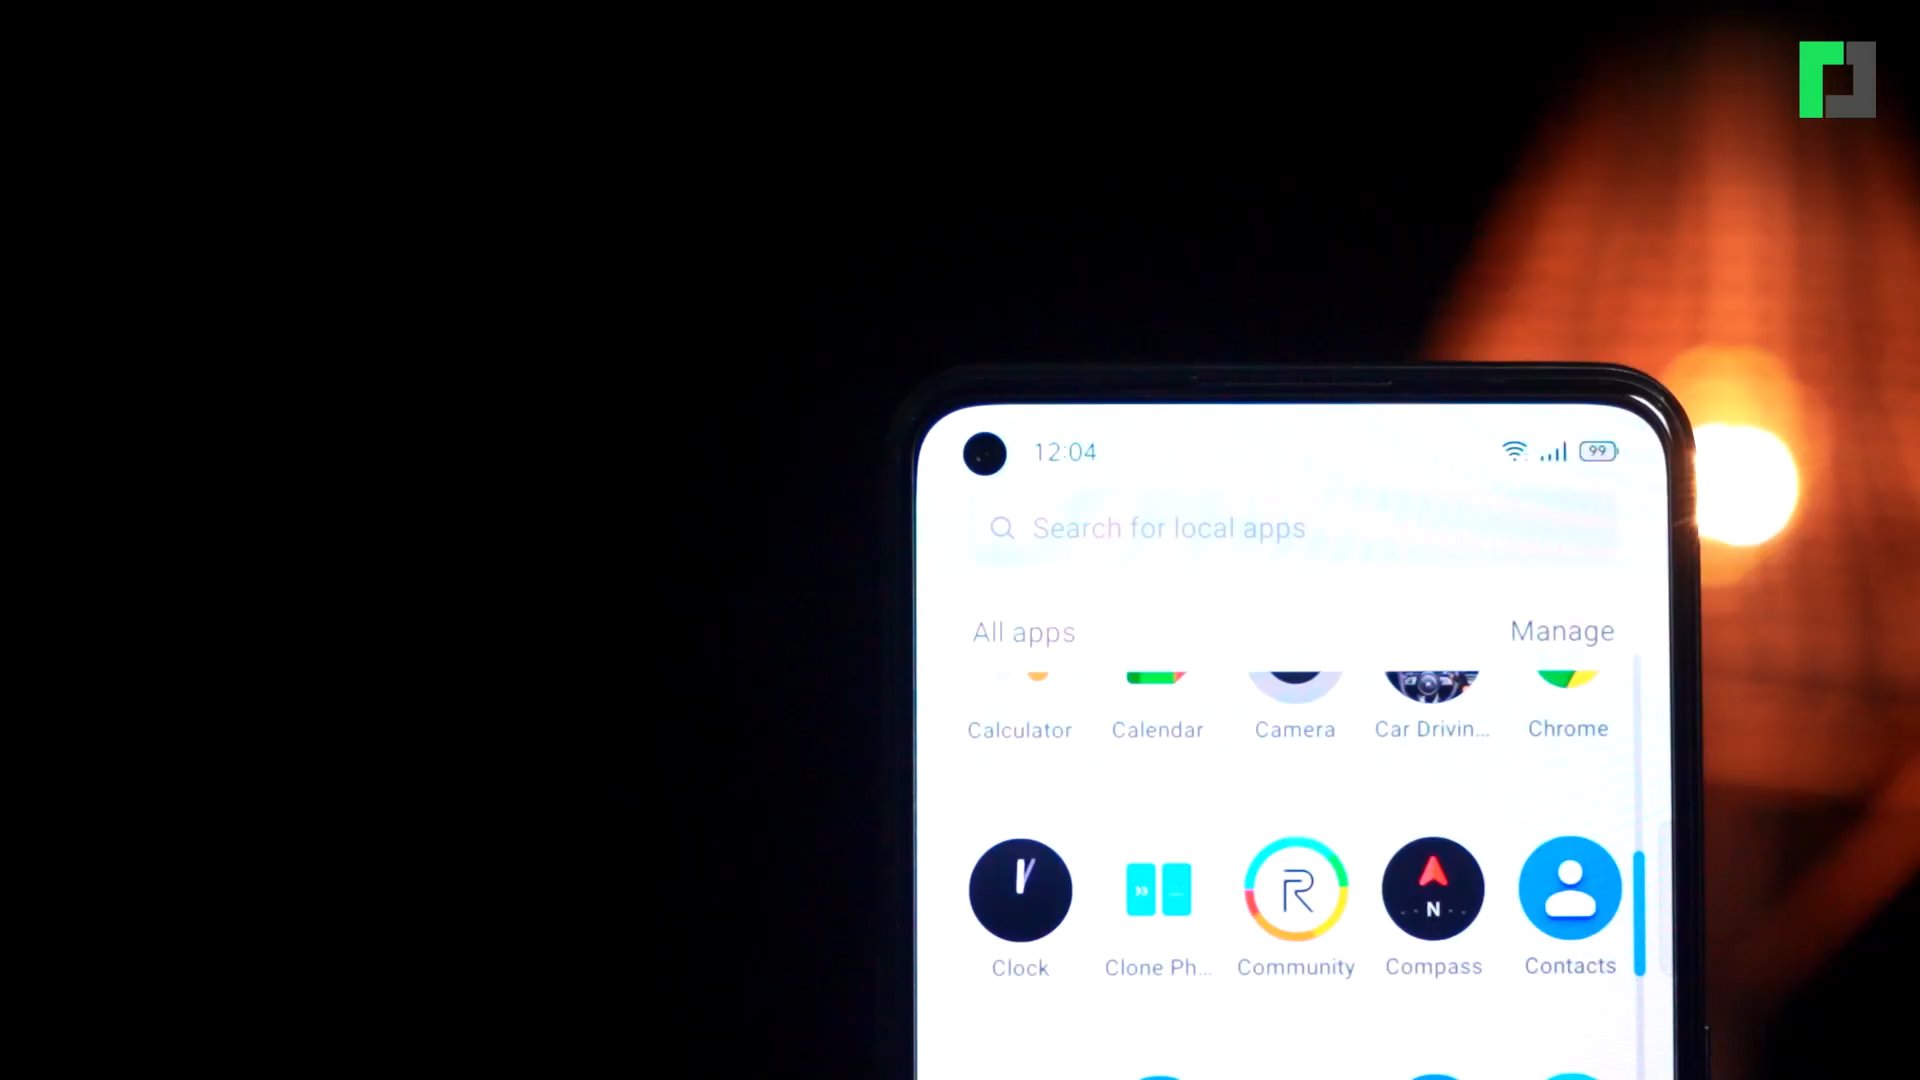 12:04 99
Search for local apps
All apps Manage
Calculator Calendar Camera Car Drivin... Chrome
N
Clock Clone Ph... Community Compass Contacts